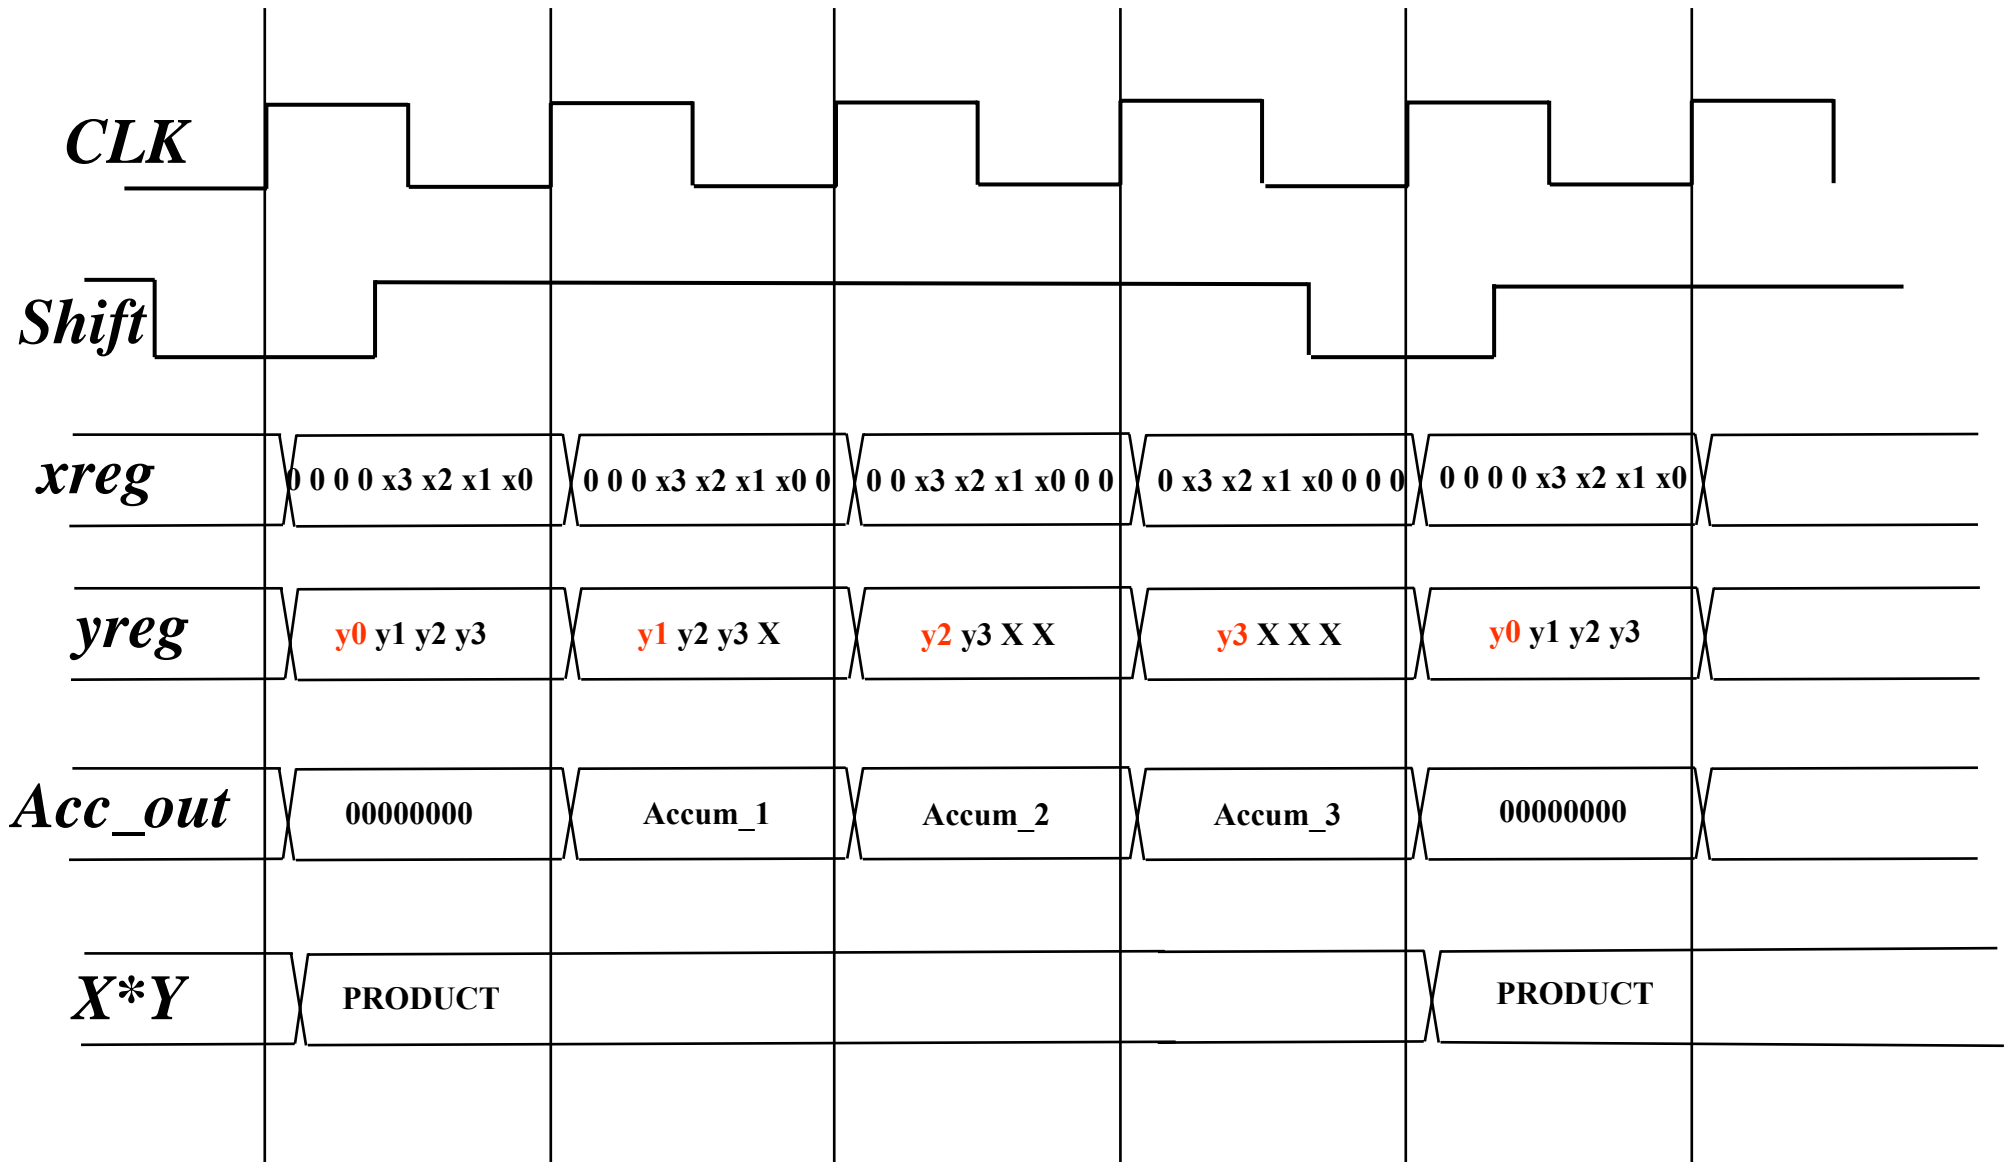 CLK
Shift
xreg 0 0 0 0 x3 x2 x1 x0 0 0 0 x3 x2 x1 x0 0 0 0 x3 x2 x1 x0 0 0 0 x3 x2 x1 x0 0 0 0 0 0 0 0 x3 x2 x1 x0
yreg y0 y1 y2 y3 y1 y2 y3 X y2 y3 X X y3 X X X y0 y1 y2 y3
Acc_out 00000000 Accum_1 Accum_2 Accum_3 00000000
X*Y PRODUCT PRODUCT